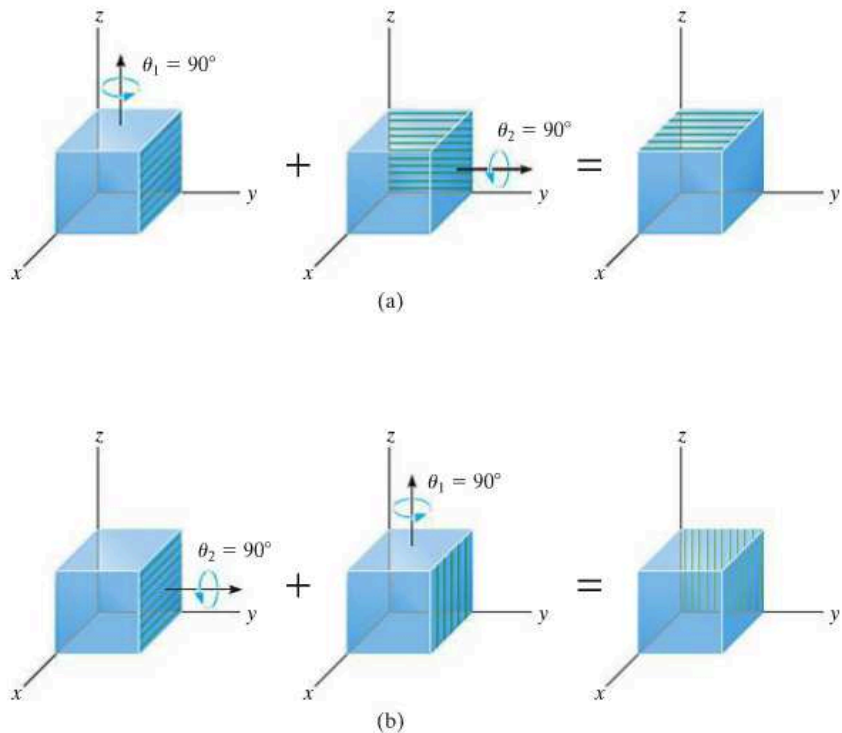 z z z
θ₁ = 90°
θ₂ = 90°
+ =
y y y
x x x
(a)
z z z
θ₁ = 90°
θ₂ = 90°
+ =
y y y
x x x
(b)